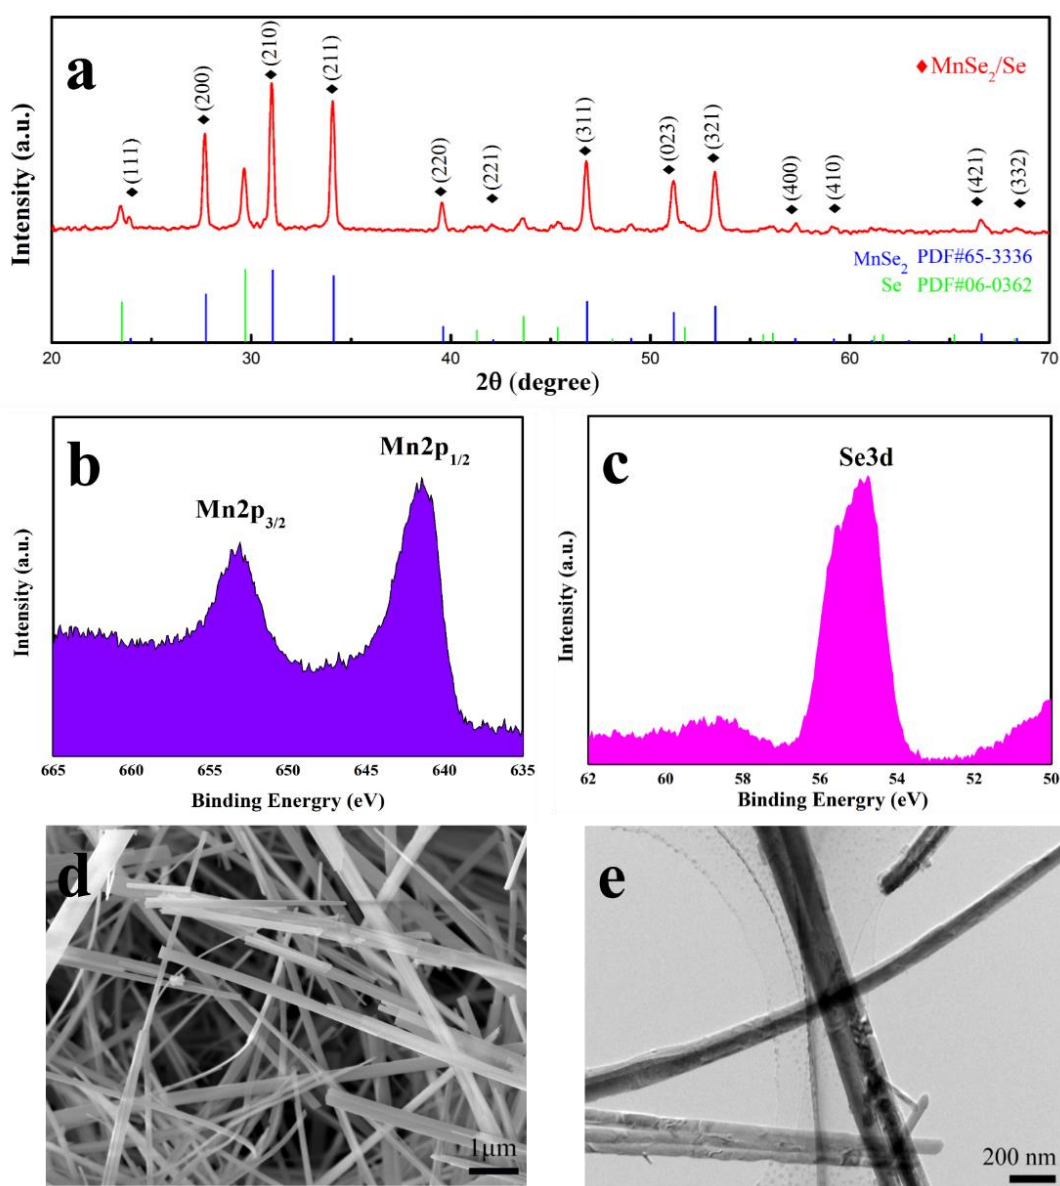 a
◆MnSe₂/Se
(111)
(200)
(210)
(211)
(220)
(221)
(311)
(023)
(321)
(400)
(410)
(421)
(332)
Intensity (a.u.)
MnSe₂ PDF#65-3336
Se PDF#06-0362
20 30 40 50 60 70
2θ (degree)
b
Mn2p₃/₂
Mn2p₁/₂
Intensity (a.u.)
665 660 655 650 645 640 635
Binding Energry (eV)
c
Se3d
Intensity (a.u.)
62 60 58 56 54 52 50
Binding Energry (eV)
d
1μm
e
200 nm